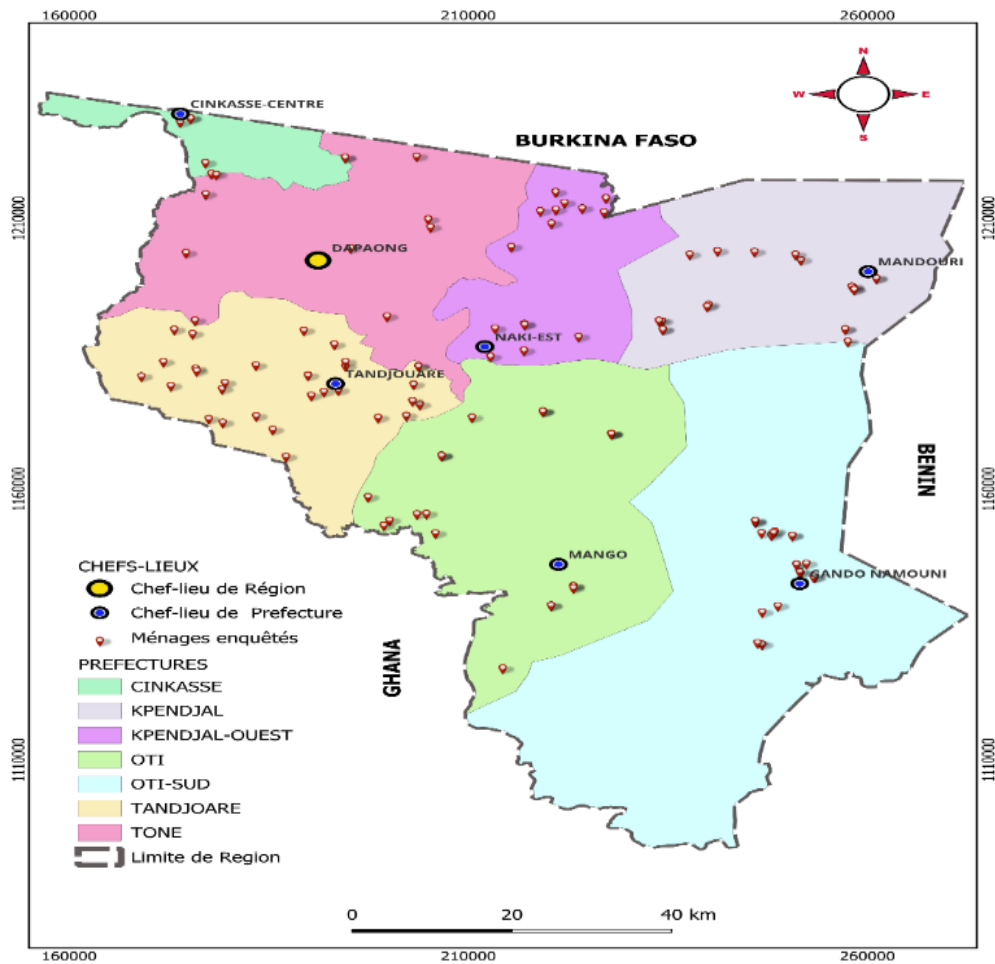 160000 210000 260000
N
W E
S
CINKASSE-CENTRE
BURKINA FASO
1210000 1210000
DAPAONG
MANDOURI
NAKI-EST
TANDJOUARE
BENIN
1160000 1160000
MANGO
GANDO NAMOUNI
GHANA
CHEFS-LIEUX
Chef-lieu de Région
Chef-lieu de Prefecture
Ménages enquêtés
PREFECTURES
CINKASSE
KPENDJAL
KPENDJAL-OUEST
OTI
OTI-SUD
TANDJOARE
TONE
Limite de Region
1110000 1110000
0 20 40 km
160000 210000 260000